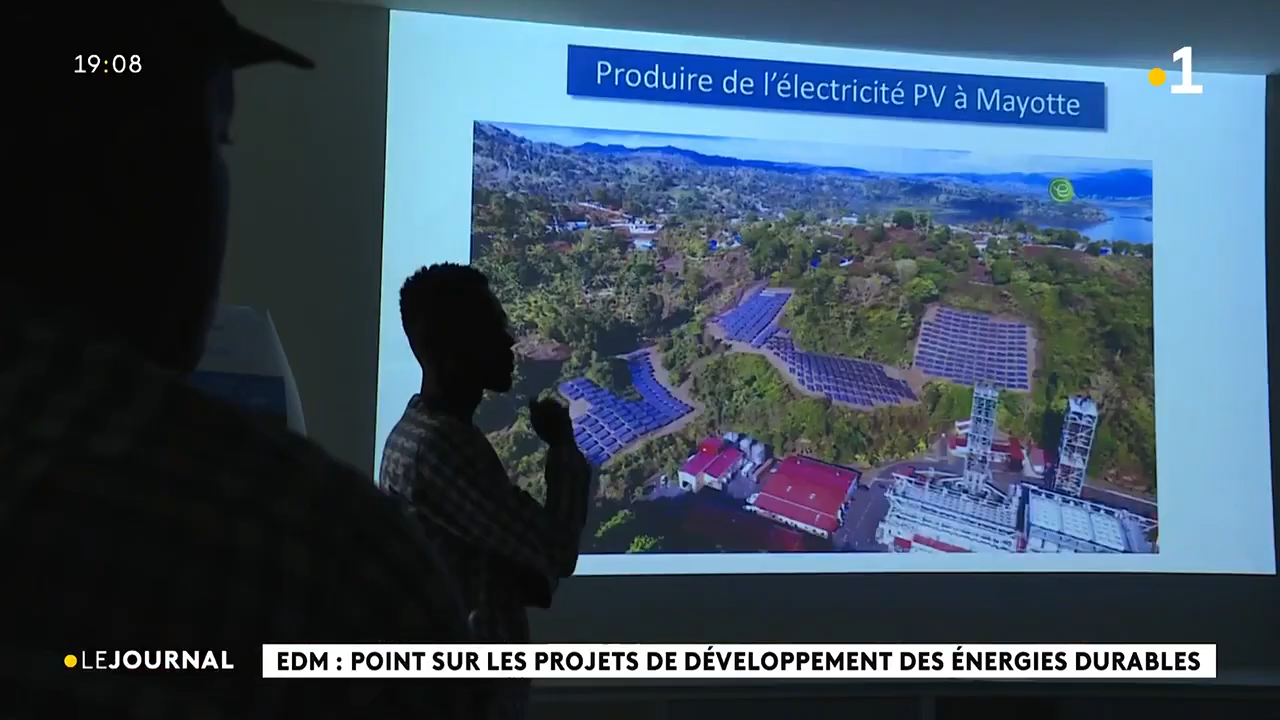 19:08
1
Produire de l'électricité PV à Mayotte
e
LEJOURNAL
EDM : POINT SUR LES PROJETS DE DÉVELOPPEMENT DES ÉNERGIES DURABLES